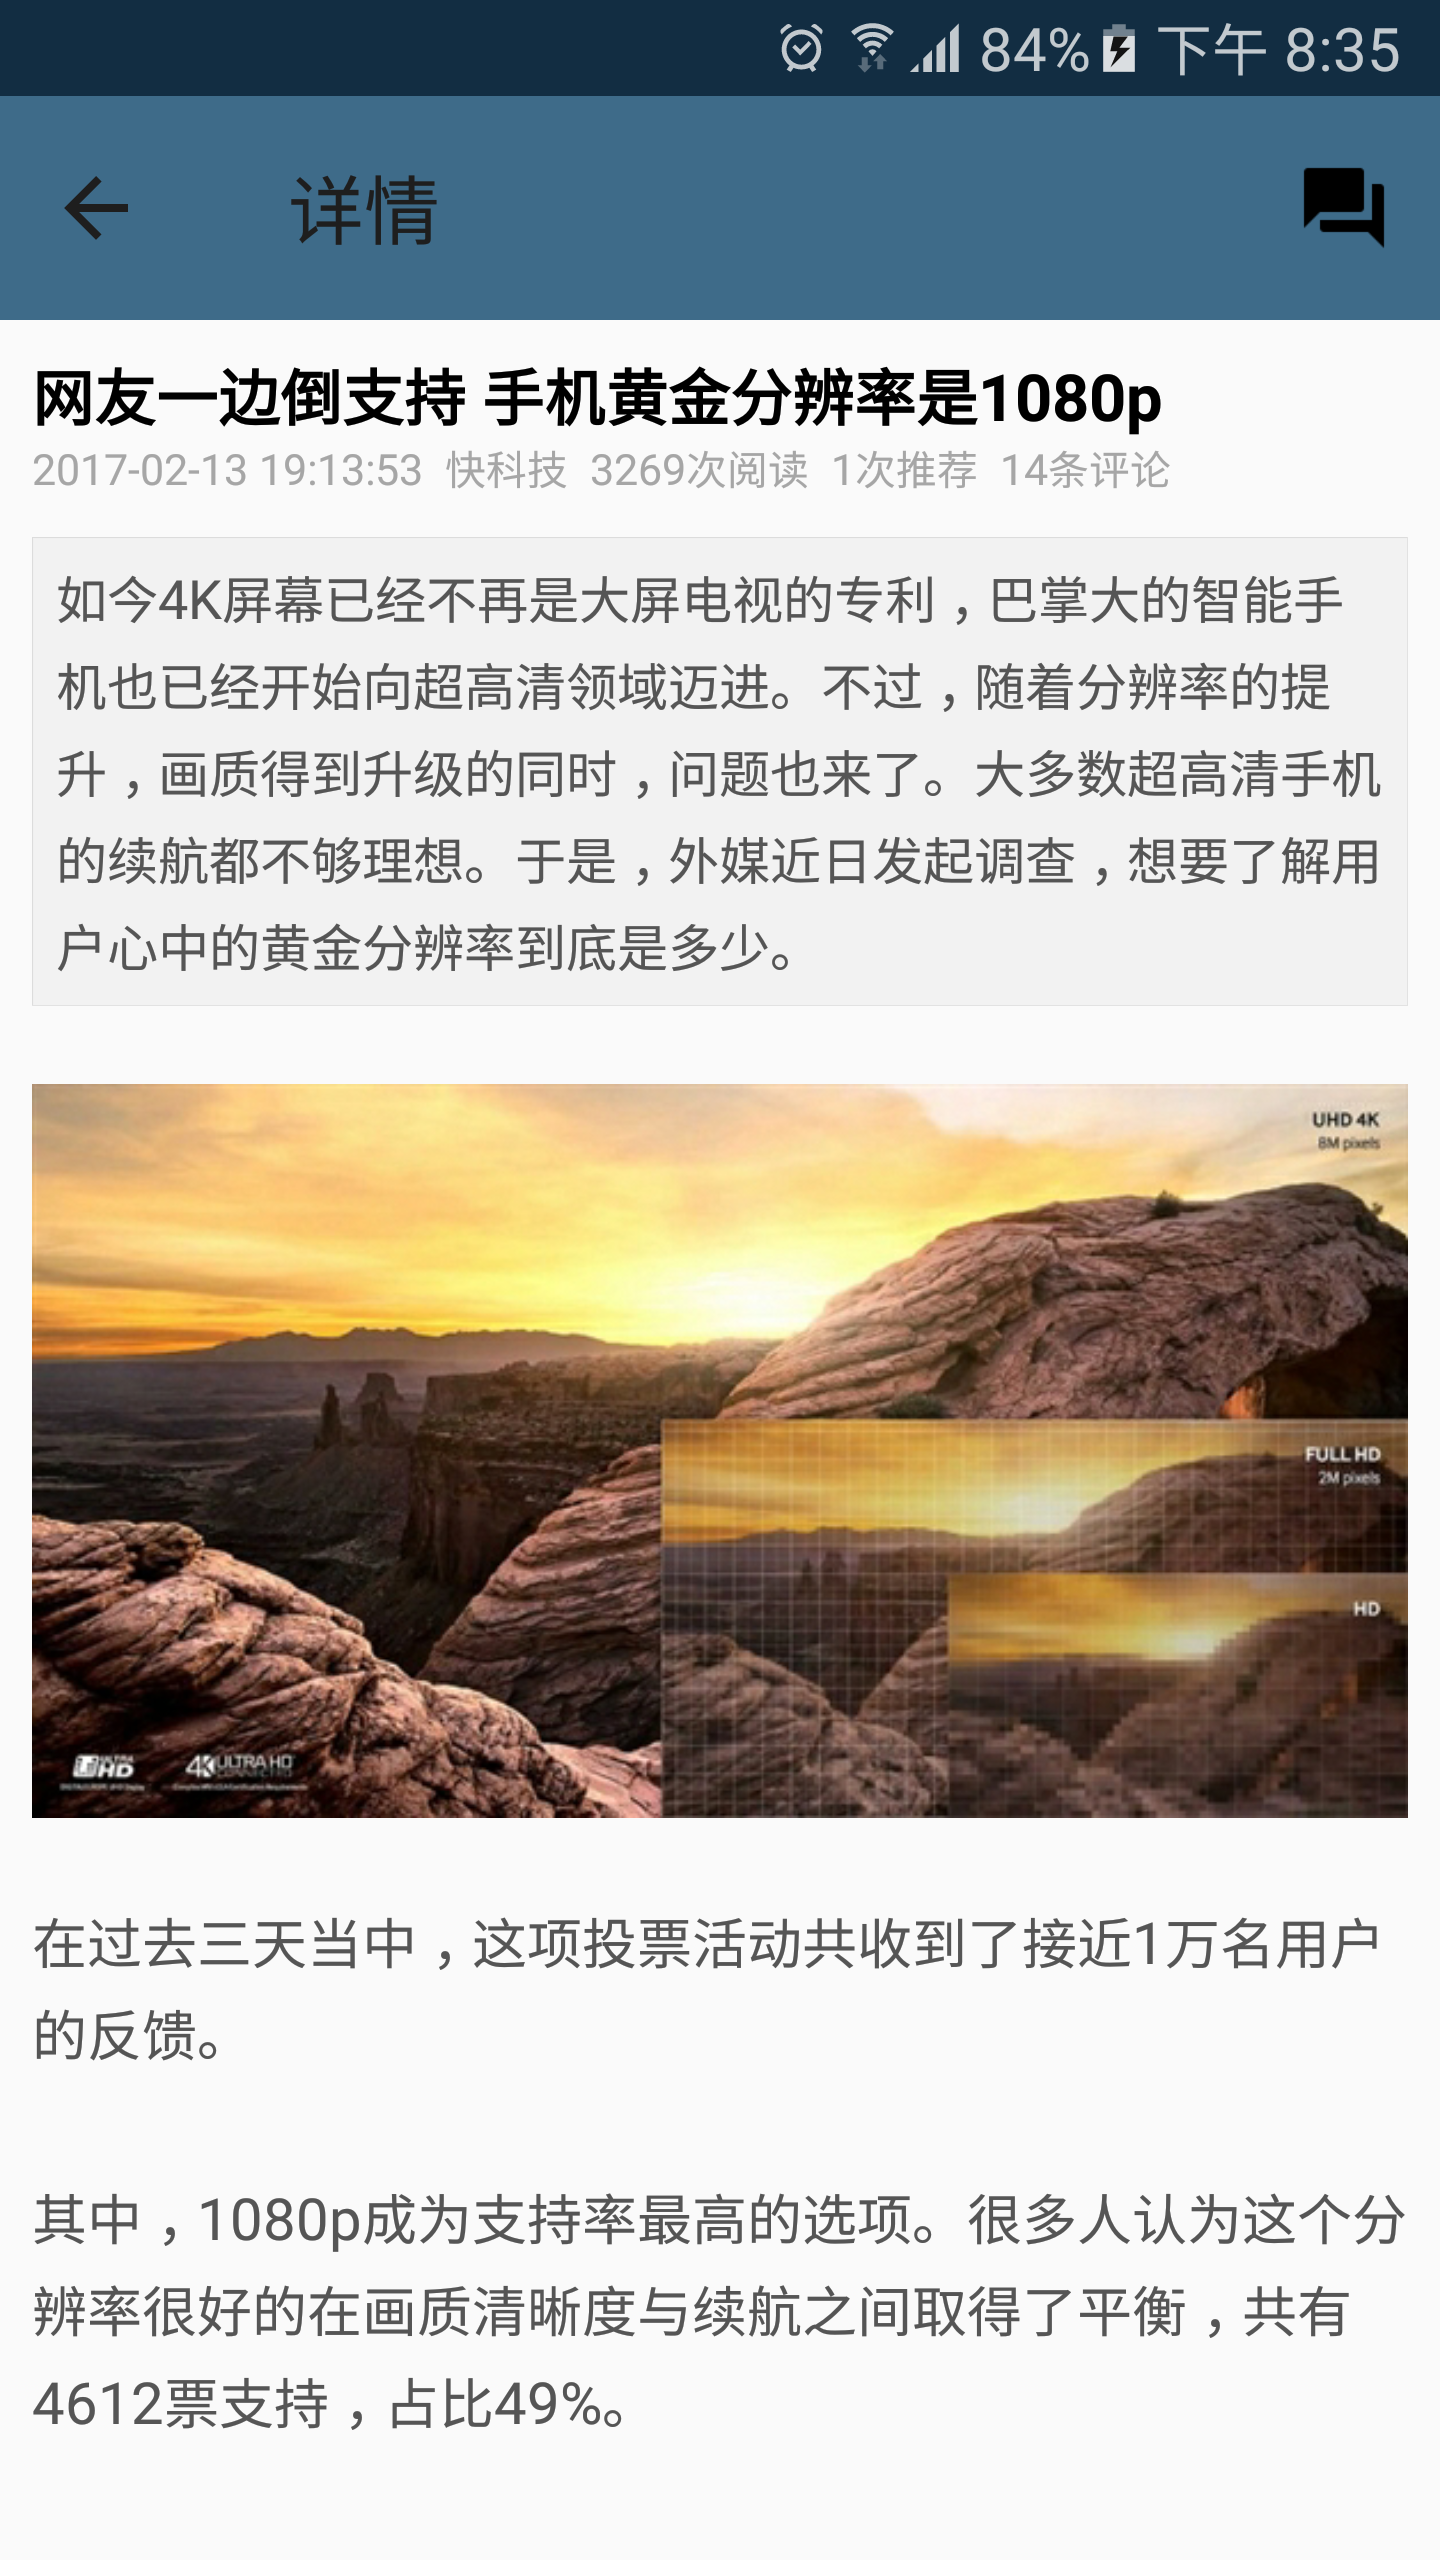 84% 下午 8:35
详情
网友一边倒支持 手机黄金分辨率是1080p
2017-02-13 19:13:53 快科技 3269次阅读 1次推荐 14条评论
如今4K屏幕已经不再是大屏电视的专利，巴掌大的智能手
机也已经开始向超高清领域迈进。不过，随着分辨率的提
升，画质得到升级的同时，问题也来了。大多数超高清手机
的续航都不够理想。于是，外媒近日发起调查，想要了解用
户心中的黄金分辨率到底是多少。
UHD 4K
8M pixels
FULL HD
2M pixels
HD
ULTRA HD
4K ULTRA HD
在过去三天当中，这项投票活动共收到了接近1万名用户
的反馈。
其中，1080p成为支持率最高的选项。很多人认为这个分
辨率很好的在画质清晰度与续航之间取得了平衡，共有
4612票支持，占比49%。